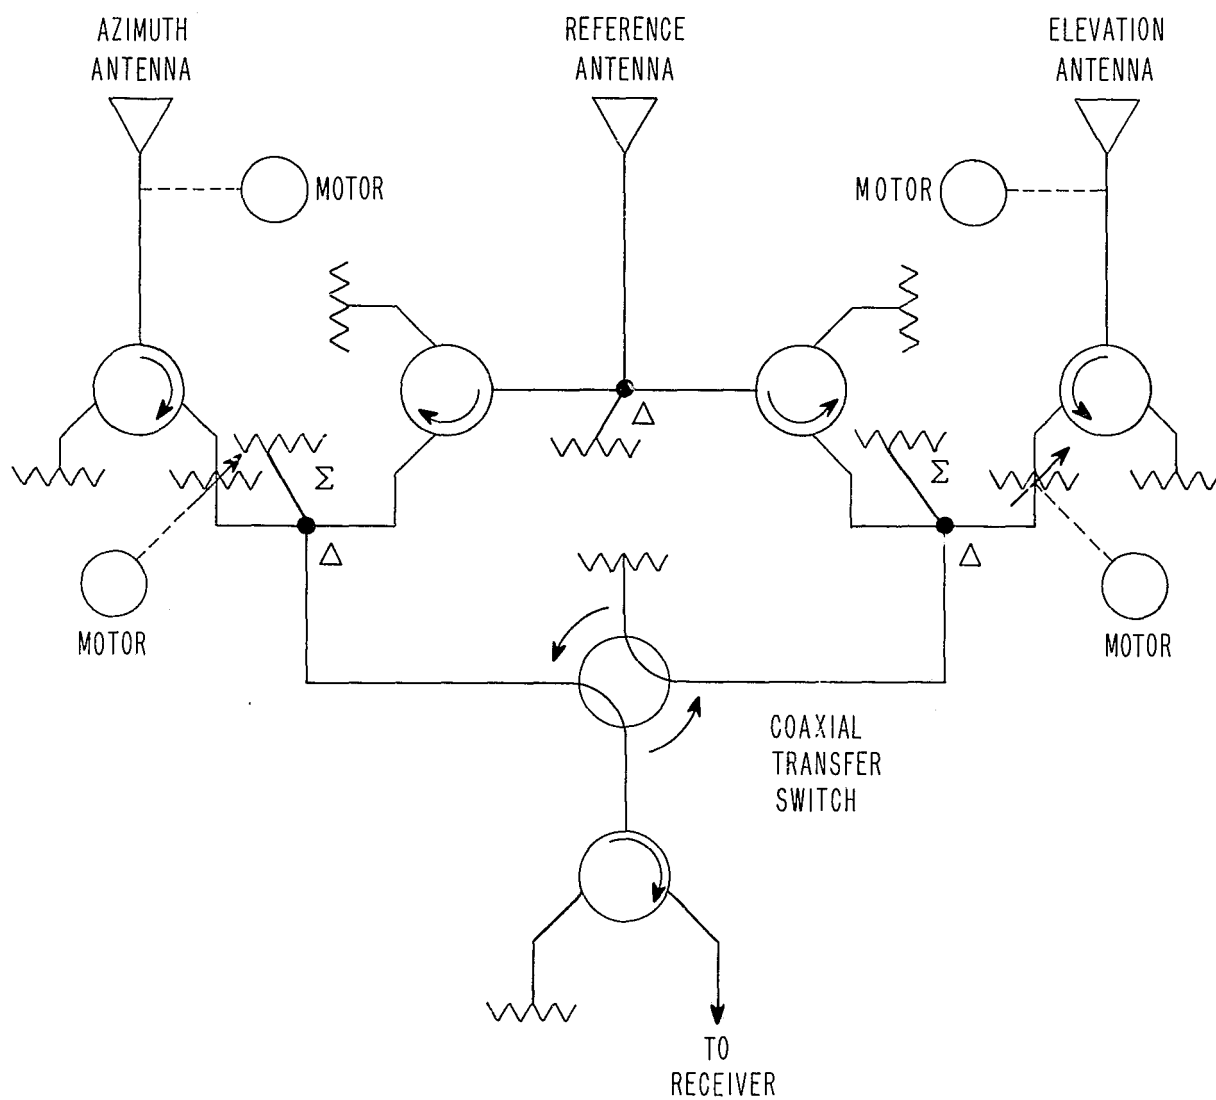 AZIMUTH
ANTENNA
REFERENCE
ANTENNA
ELEVATION
ANTENNA
MOTOR
MOTOR
Δ
Σ
Σ
Δ
Δ
MOTOR
MOTOR
COAXIAL
TRANSFER
SWITCH
TO
RECEIVER